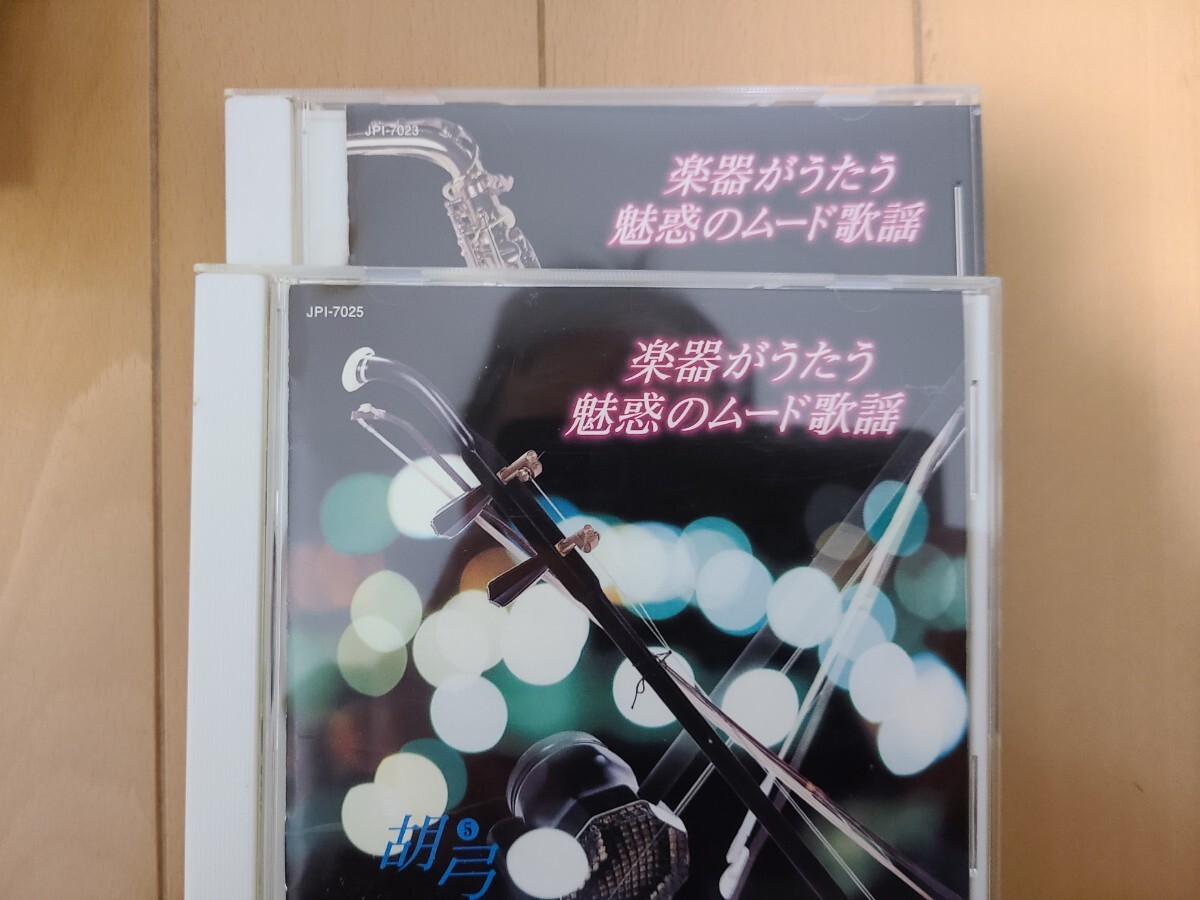 JPI-7023
楽器がうたう
魅惑のムード歌謡
JPI-7025
楽器がうたう
魅惑のムード歌謡
5
胡弓